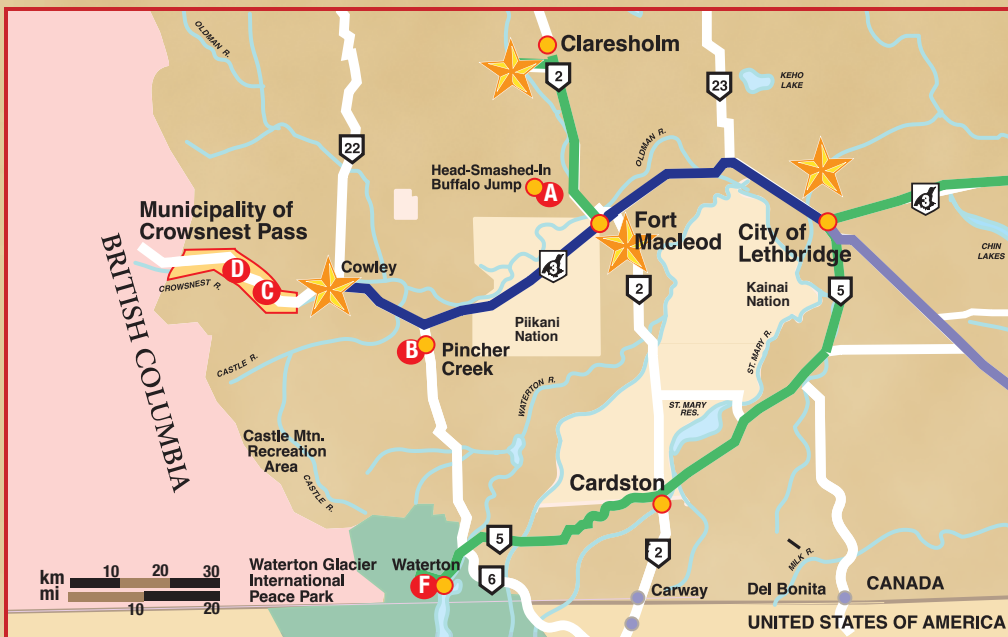 OLDMAN R.
Claresholm
2
23
KEHO
LAKE
22
OLDMAN R.
Head-Smashed-In
Buffalo Jump
A
3
Municipality of
Crowsnest Pass
Fort
Macleod
City of
Lethbridge
CHIN
LAKES
D
C
Cowley
CROWSNEST R.
3
2
Kainai
Nation
5
BRITISH COLUMBIA
Piikani
Nation
B
Pincher
Creek
CASTLE R.
WATERTON R.
ST. MARY R.
ST. MARY
RES.
Castle Mtn.
Recreation
Area
CASTLE R.
Cardston
5
2
MILK R.
Waterton Glacier
International
Peace Park
Waterton
F
6
Carway
Del Bonita
CANADA
km
10
20
30
mi
10
20
UNITED STATES OF AMERICA